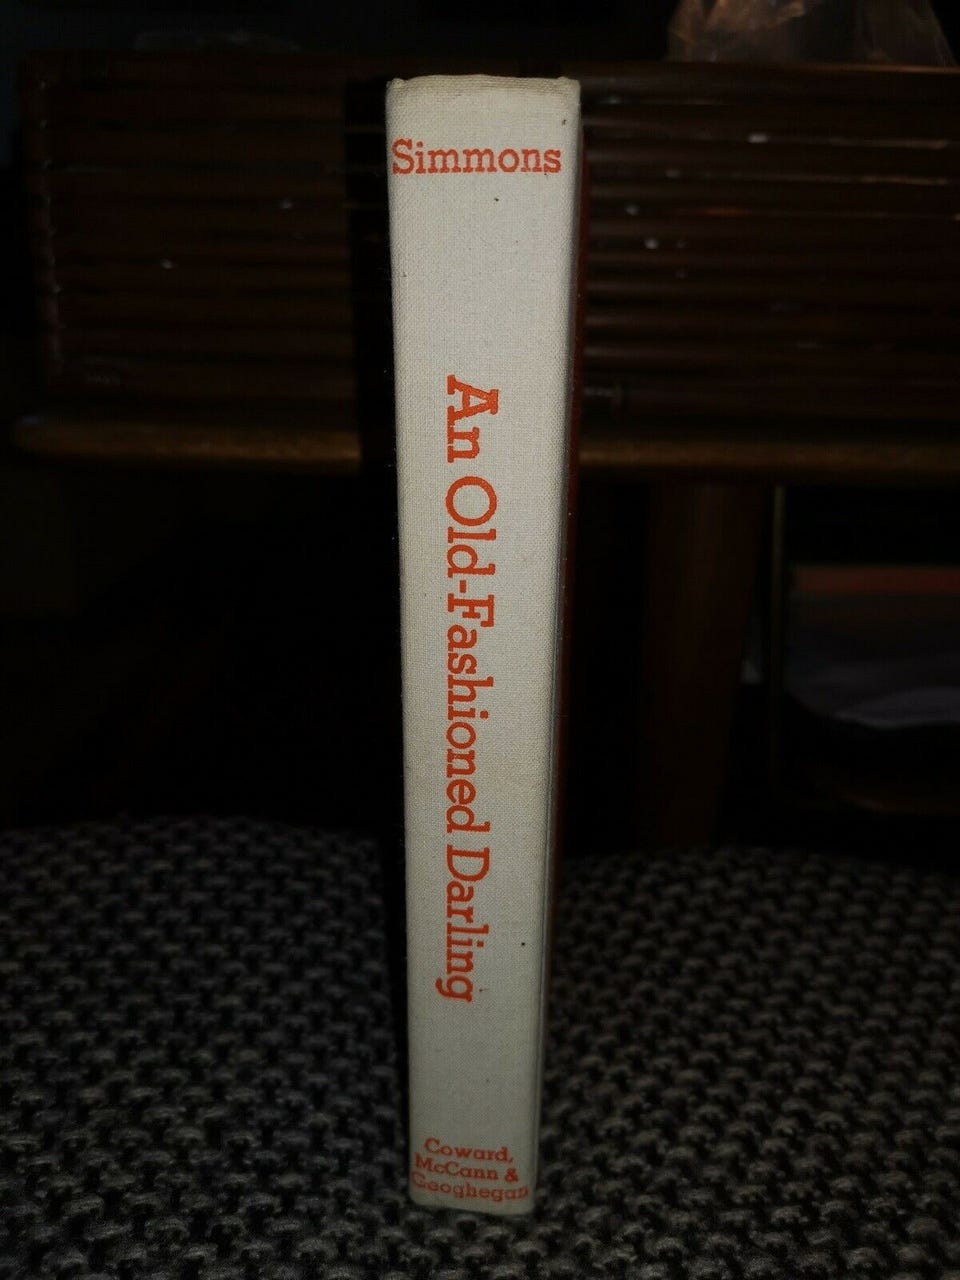 Simmons
An Old-Fashioned Darling
Coward,
McCann &
Geoghegan